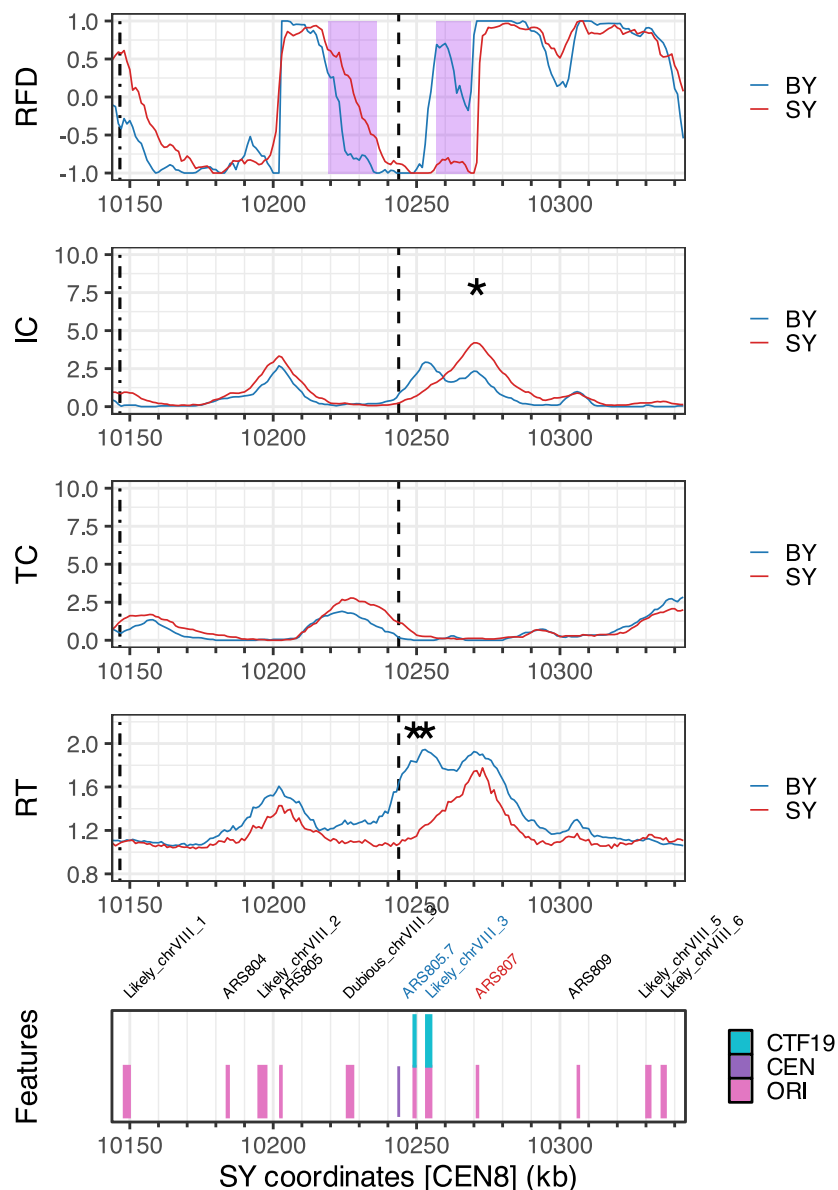 RFD
1.0
0.5
0.0
-0.5
-1.0
10150 10200 10250 10300
BY
SY
IC
10.0
7.5
5.0
2.5
0.0
*
10150 10200 10250 10300
BY
SY
TC
10.0
7.5
5.0
2.5
0.0
10150 10200 10250 10300
BY
SY
RT
2.0
1.6
1.2
0.8
**
10150 10200 10250 10300
BY
SY
Likely_chrVIII_1
ARS804
Likely_chrVIII_2
ARS805
Dubious_chrVIII_3
ARS805.7
Likely_chrVIII_3
ARS807
ARS809
Likely_chrVIII_5
Likely_chrVIII_6
Features
CTF19
CEN
ORI
10150 10200 10250 10300
SY coordinates [CEN8] (kb)